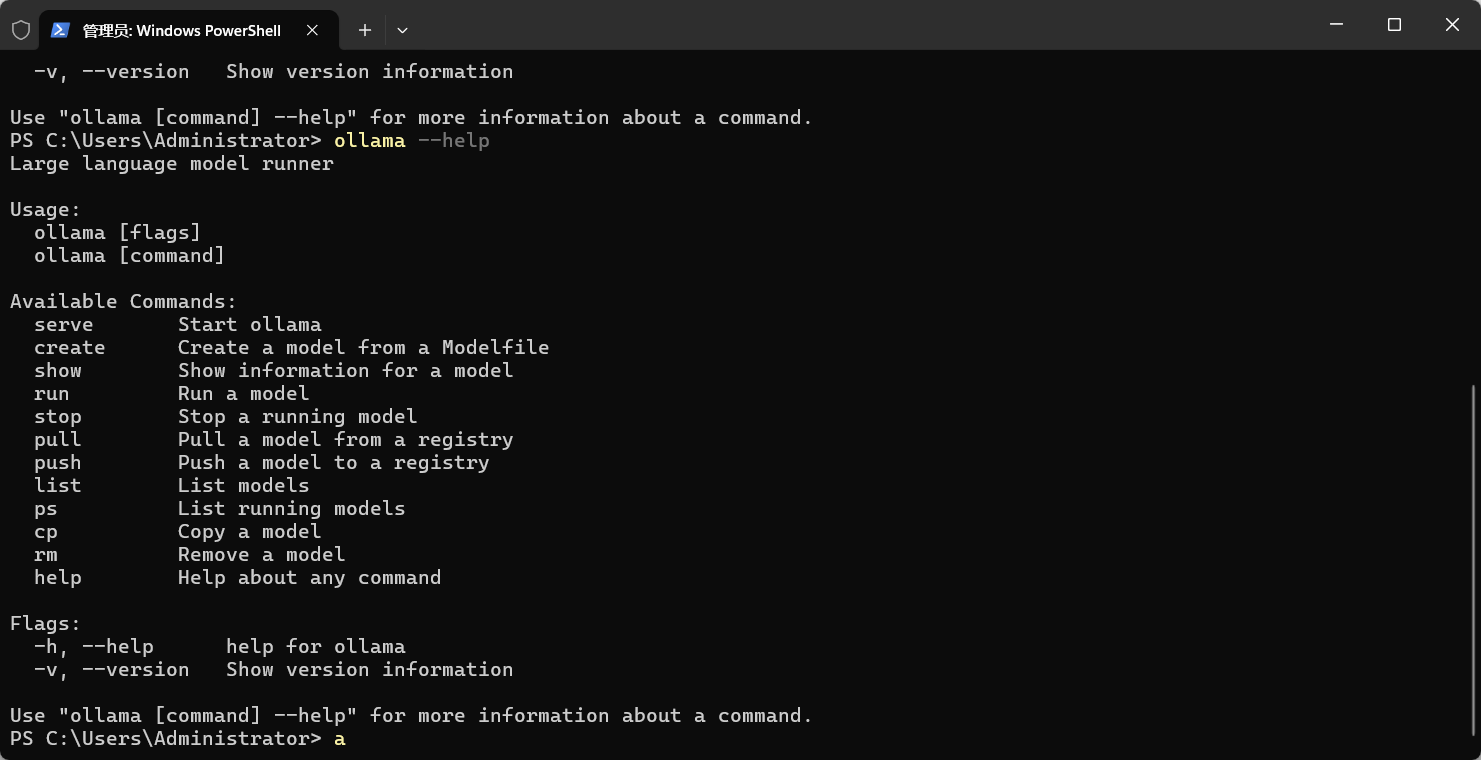 管理员: Windows PowerShell
-v, --version   Show version information
Use "ollama [command] --help" for more information about a command.
PS C:\Users\Administrator> ollama --help
Large language model runner
Usage:
  ollama [flags]
  ollama [command]
Available Commands:
  serve       Start ollama
  create      Create a model from a Modelfile
  show        Show information for a model
  run         Run a model
  stop        Stop a running model
  pull        Pull a model from a registry
  push        Push a model to a registry
  list        List models
  ps          List running models
  cp          Copy a model
  rm          Remove a model
  help        Help about any command
Flags:
  -h, --help      help for ollama
  -v, --version   Show version information
Use "ollama [command] --help" for more information about a command.
PS C:\Users\Administrator> a